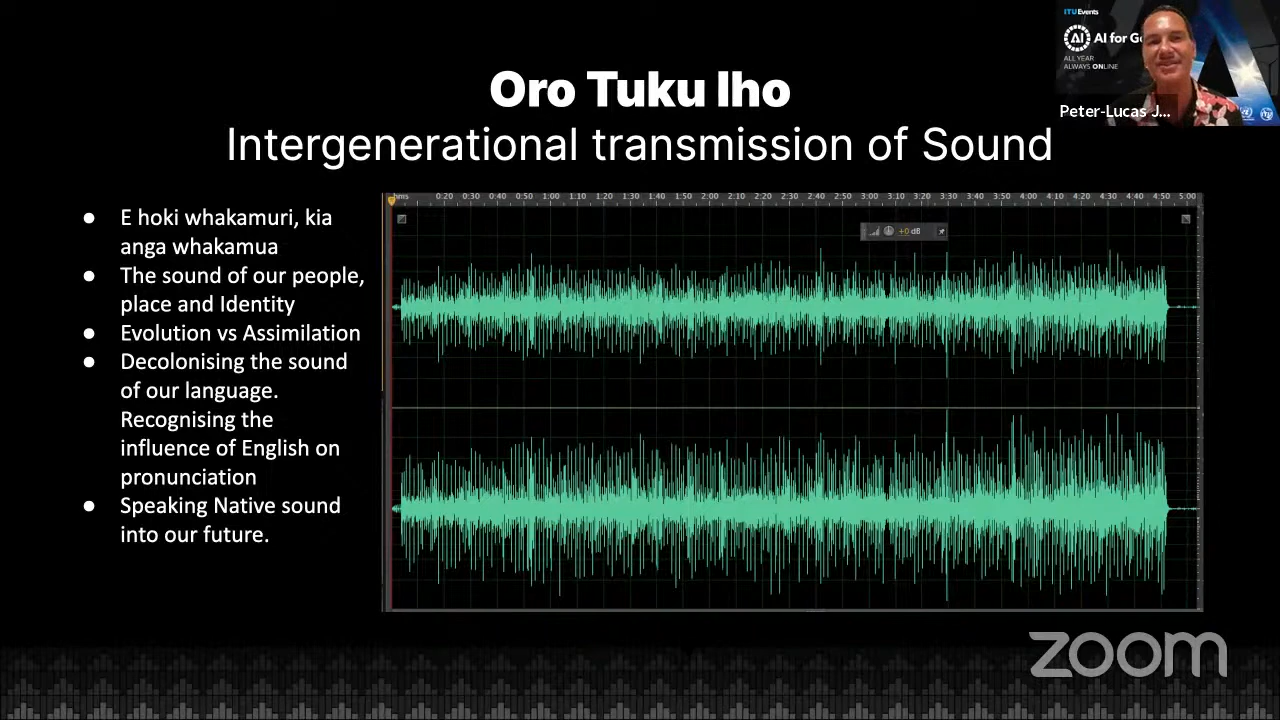 ITUEvents
AI
AI for Go
ALL YEAR
ALWAYS ONLINE
Peter-Lucas J...
Oro Tuku Iho
Intergenerational transmission of Sound
● E hoki whakamuri, kia
anga whakamua
● The sound of our people,
place and Identity
● Evolution vs Assimilation
● Decolonising the sound
of our language.
Recognising the
influence of English on
pronunciation
● Speaking Native sound
into our future.
hms 0:20 0:30 0:40 0:50 1:00 1:10 1:20 1:30 1:40 1:50 2:00 2:10 2:20 2:30 2:40 2:50 3:00 3:10 3:20 3:30 3:40 3:50 4:00 4:10 4:20 4:30 4:40 4:50 5:00
+0 dB
zoom